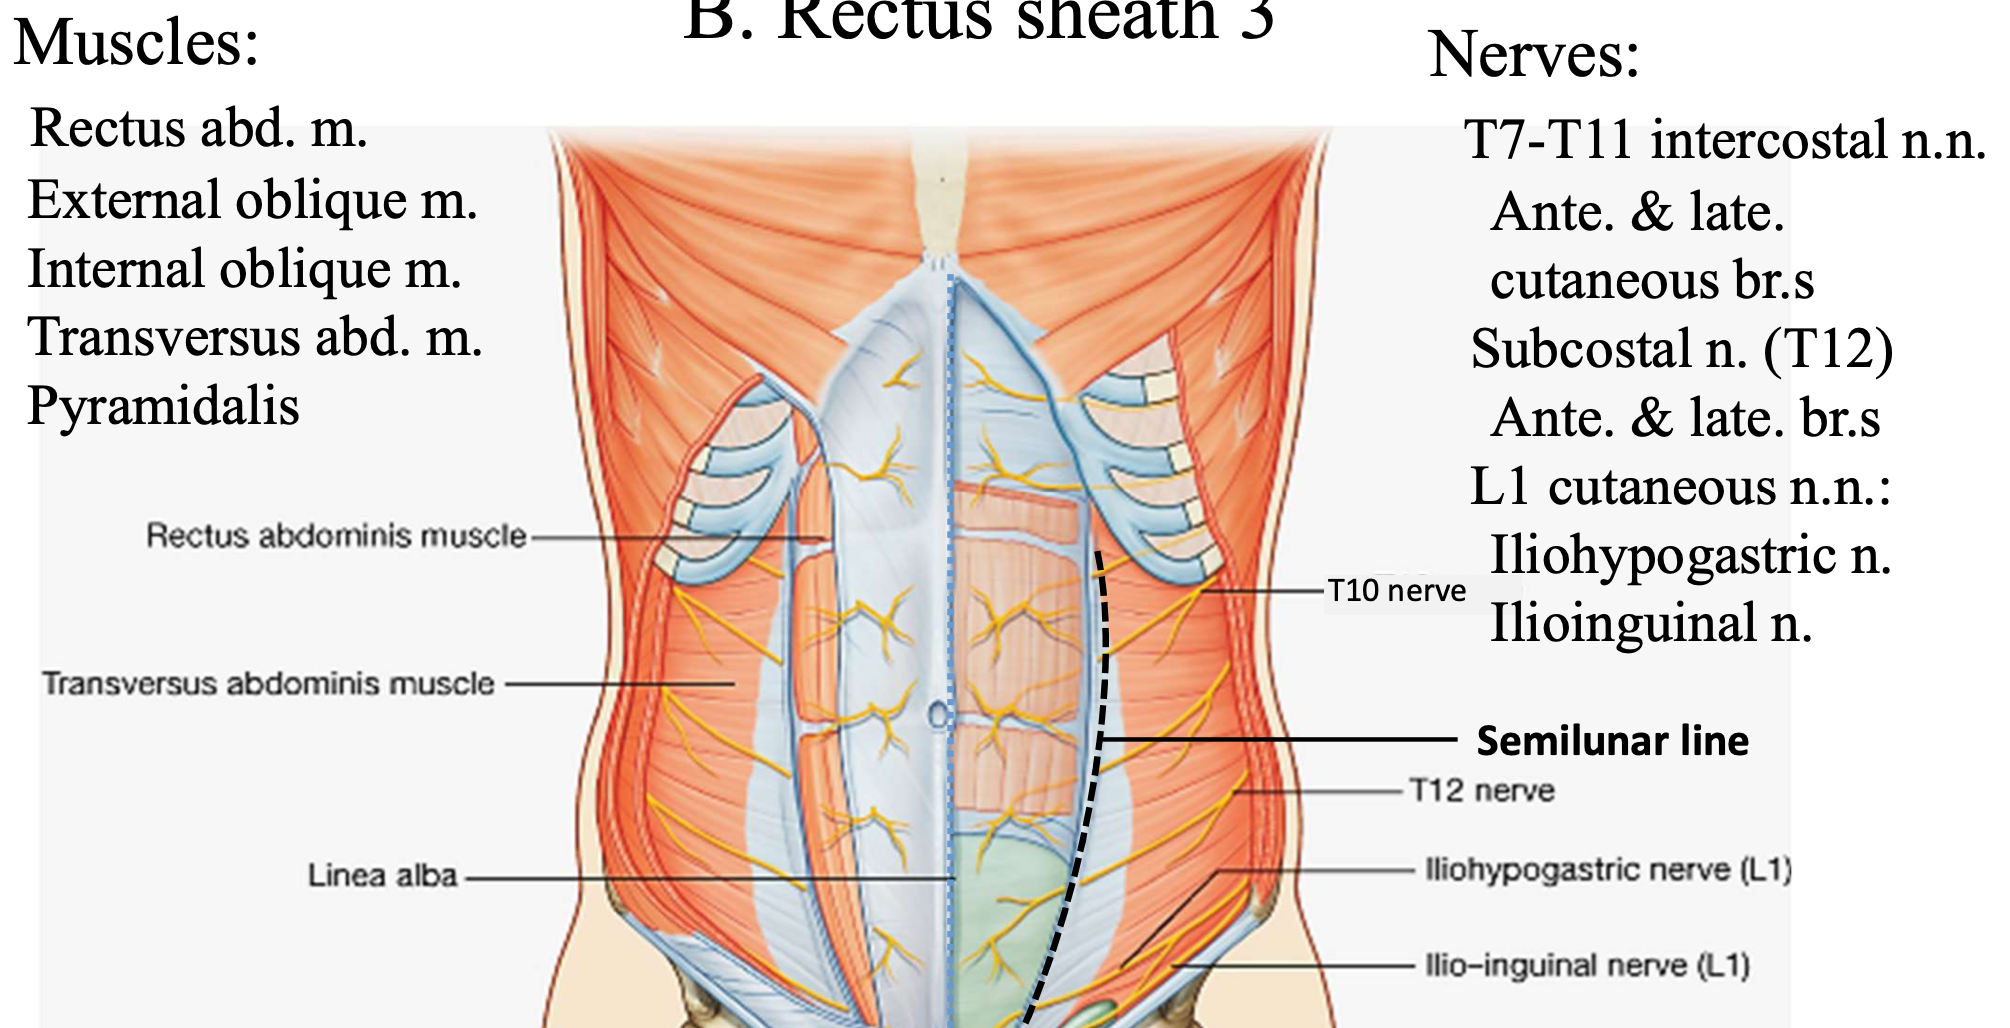 B. Rectus sheath 3
Muscles:
Rectus abd. m.
External oblique m.
Internal oblique m.
Transversus abd. m.
Pyramidalis
Nerves:
T7-T11 intercostal n.n.
Ante. & late.
cutaneous br.s
Subcostal n. (T12)
Ante. & late. br.s
L1 cutaneous n.n.:
Iliohypogastric n.
Ilioinguinal n.
Rectus abdominis muscle
Transversus abdominis muscle
Linea alba
T10 nerve
Semilunar line
T12 nerve
Iliohypogastric nerve (L1)
Ilio-inguinal nerve (L1)